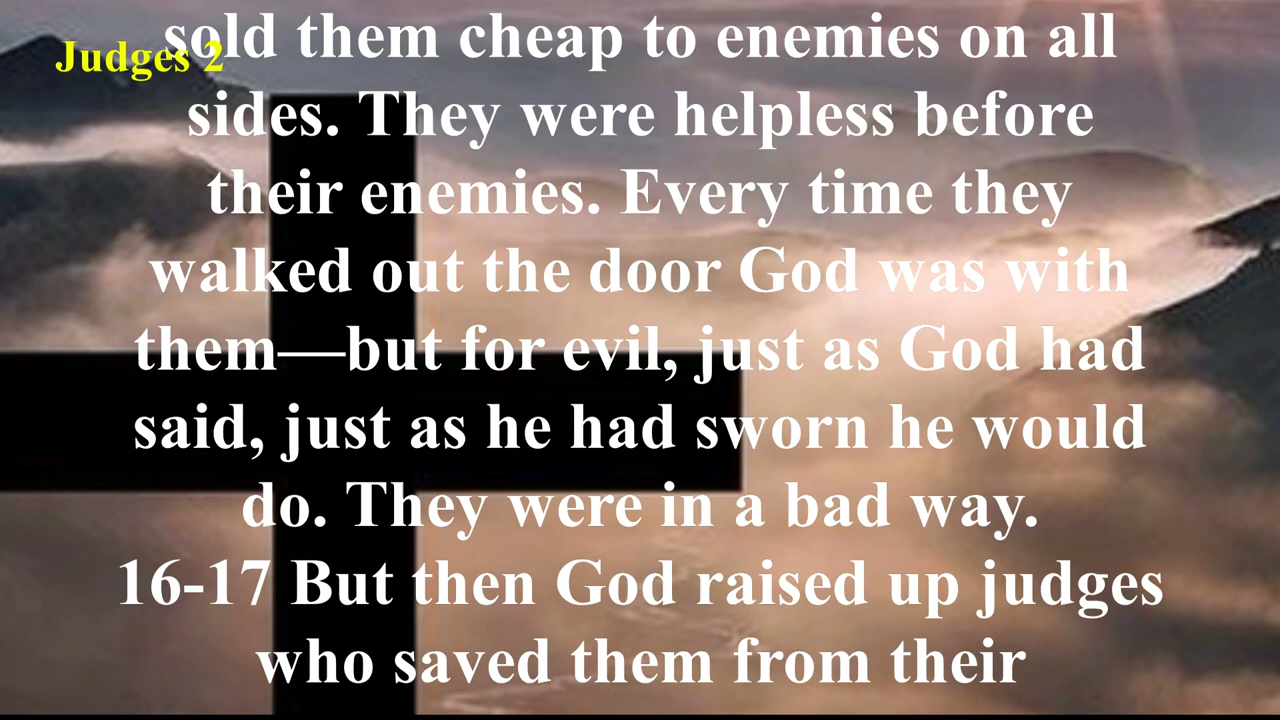 Judges 2
sold them cheap to enemies on all
sides. They were helpless before
their enemies. Every time they
walked out the door God was with
them—but for evil, just as God had
said, just as he had sworn he would
do. They were in a bad way.
16-17 But then God raised up judges
who saved them from their